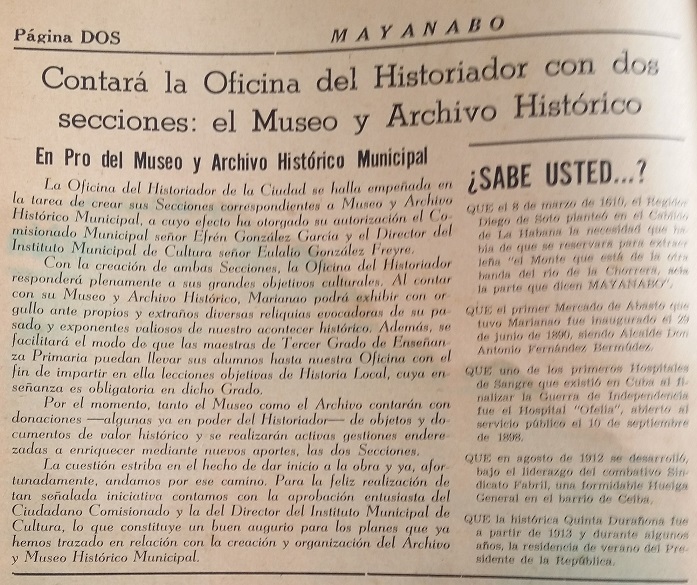 Página DOS
MAYANABO
Contará la Oficina del Historiador con dos
secciones: el Museo y Archivo Histórico
En Pro del Museo y Archivo Histórico Municipal
La Oficina del Historiador de la Ciudad se halla empeñada en
la tarea de crear sus Secciones correspondientes a Museo y Archivo
Histórico Municipal, a cuyo efecto ha otorgado su autorización el Co-
misionado Municipal señor Efrén González García y el Director del
Instituto Municipal de Cultura señor Eulalio González Freyre.
Con la creación de ambas Secciones, la Oficina del Historiador
responderá plenamente a sus grandes objetivos culturales. Al contar
con su Museo y Archivo Histórico, Marianao podrá exhibir con or-
gullo ante propios y extraños diversas reliquias evocadoras de su pa-
sado y exponentes valiosos de nuestro acontecer histórico. Además, se
facilitará el modo de que las maestras de Tercer Grado de Enseñan-
za Primaria puedan llevar sus alumnos hasta nuestra Oficina con el
fin de impartir en ella lecciones objetivas de Historia Local, cuya en-
señanza es obligatoria en dicho Grado.
Por el momento, tanto el Museo como el Archivo contarán con
donaciones —algunas ya en poder del Historiador— de objetos y do-
cumentos de valor histórico y se realizarán activas gestiones endere-
zadas a enriquecer mediante nuevos aportes, las dos Secciones.
La cuestión estriba en el hecho de dar inicio a la obra y ya, afor-
tunadamente, andamos por ese camino. Para la feliz realización de
tan señalada iniciativa contamos con la aprobación entusiasta del
Ciudadano Comisionado y la del Director del Instituto Municipal de
Cultura, lo que constituye un buen augurio para los planes que ya
hemos trazado en relación con la creación y organización del Archivo
y Museo Histórico Municipal.
¿SABE USTED...?
QUE el 8 de marzo de el Regidor
Diego de Soto planteó en el Cabildo
de La Habana la necesidad que ha-
bía de que se reservara para extraer
leña "el Monte que está de la otra
banda del río de la Chorrera,
la parte que dicen MAYANABO".
QUE el primer Mercado de Abasto que
tuvo Marianao fue inaugurado el 29
de junio de 1890, siendo Alcalde Don
Antonio Fernández Bermúdez.
QUE uno de los primeros Hospitales
de Sangre que existió en Cuba al fi-
nalizar la Guerra de Independencia
fue el Hospital "Ofelia", abierto al
servicio público el 10 de septiembre
de 1898.
QUE en agosto de 1912 se desarrolló,
bajo el liderazgo del combativo Sin-
dicato Fabril, una formidable Huelga
General en el barrio de Ceiba.
QUE la histórica Quinta Durañona fue
a partir de 1913 y durante algunos
años, la residencia de verano del Pre-
sidente de la República.